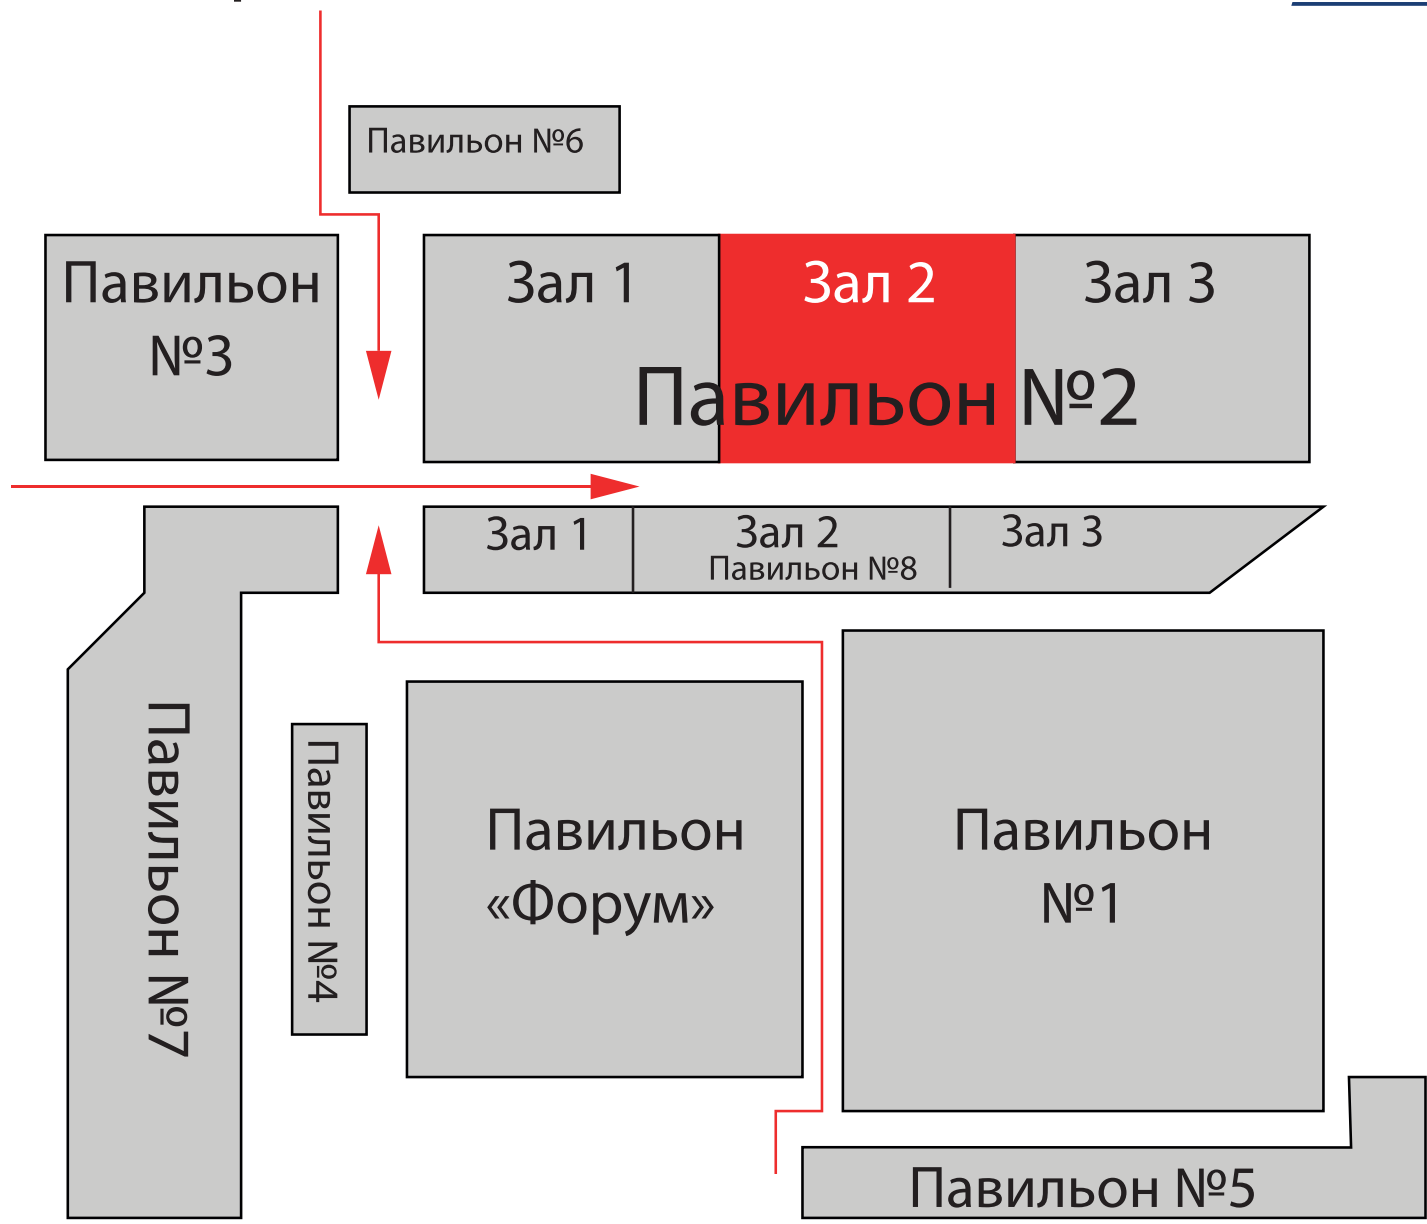 Павильон №6
Павильон
№3
Зал 1
Зал 2
Зал 3
Павильон №2
Зал 1
Зал 2
Зал 3
Павильон №8
Павильон №7
Павильон №4
Павильон
«Форум»
Павильон
№1
Павильон №5